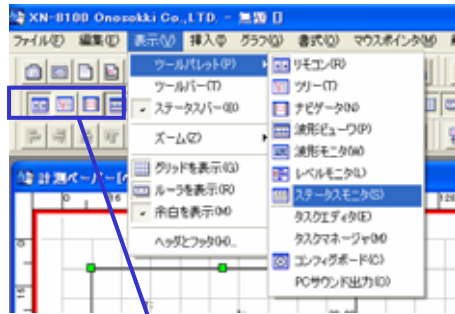 XN-8100 Onosokki Co.,LTD. - 無題 []
ファイル(F) 編集(E) 表示(V) 挿入(I) グラフ(G) 書式(O) マウスポインタ(M)
ツールパレット(P)
ツールバー(T)
ステータスバー(B)
ズーム(Z)
グリッドを表示(G)
ルーラを表示(R)
余白を表示(M)
ヘッダとフッタ(H)...
リモコン(R)
ツリー(T)
ナビゲータ(N)
波形ビューワ(P)
波形モニタ(W)
レベルモニタ(L)
ステータスモニタ(S)
タスクエディタ(E)
タスクマネージャ(M)
コンフィグボード(C)
PCサウンド出力(O)
計測ペーパー